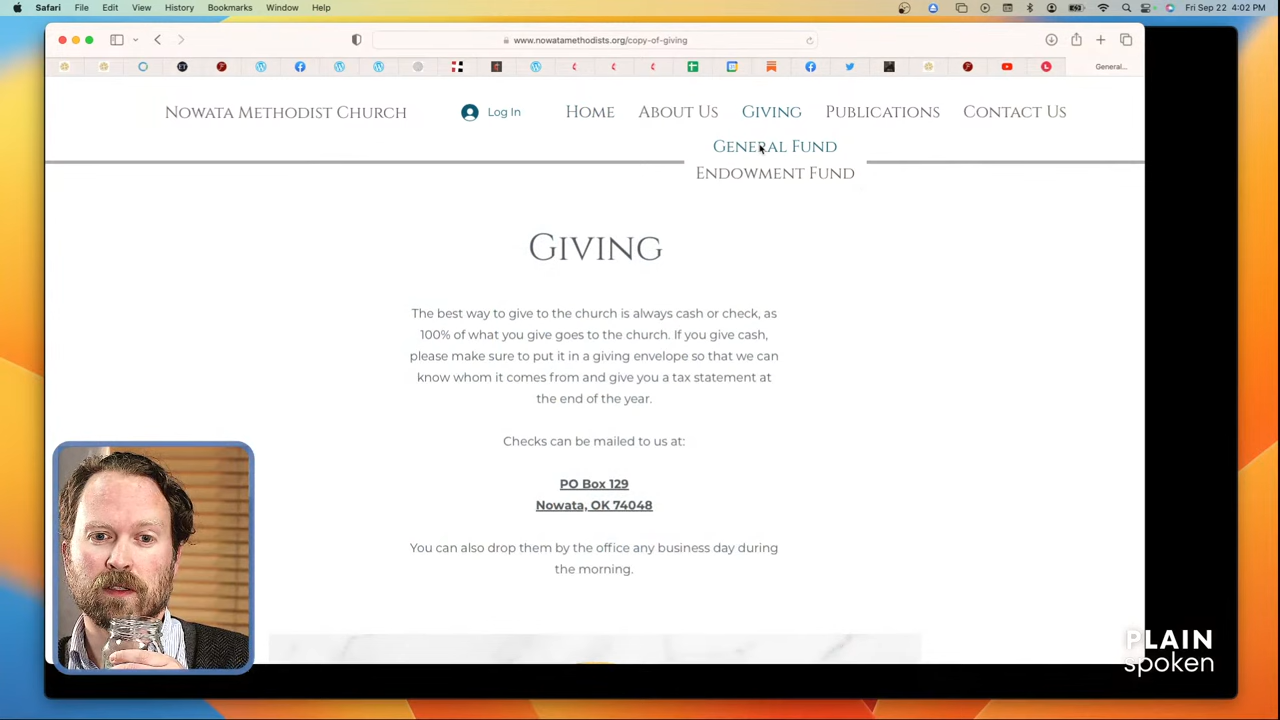 Safari File Edit View History Bookmarks Window Help
Fri Sep 22 4:02 PM
www.nowatamethodists.org/copy-of-giving
General...
Nowata Methodist Church
Log In
Home About Us Giving Publications Contact Us
General Fund
Endowment Fund
Giving
The best way to give to the church is always cash or check, as
100% of what you give goes to the church. If you give cash,
please make sure to put it in a giving envelope so that we can
know whom it comes from and give you a tax statement at
the end of the year.
Checks can be mailed to us at:
PO Box 129
Nowata, OK 74048
You can also drop them by the office any business day during
the morning.
PLAIN
spoken